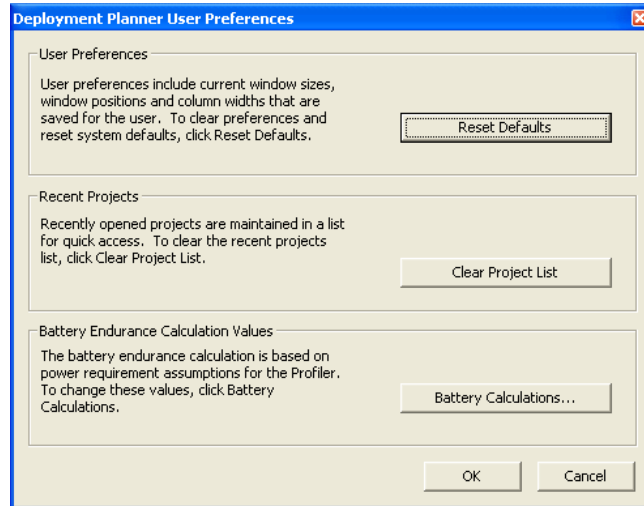 Deployment Planner User Preferences
User Preferences
User preferences include current window sizes,
window positions and column widths that are
saved for the user.  To clear preferences and
reset system defaults, click Reset Defaults.
Reset Defaults
Recent Projects
Recently opened projects are maintained in a list
for quick access.  To clear the recent projects
list, click Clear Project List.
Clear Project List
Battery Endurance Calculation Values
The battery endurance calculation is based on
power requirement assumptions for the Profiler.
To change these values, click Battery
Calculations.
Battery Calculations...
OK
Cancel